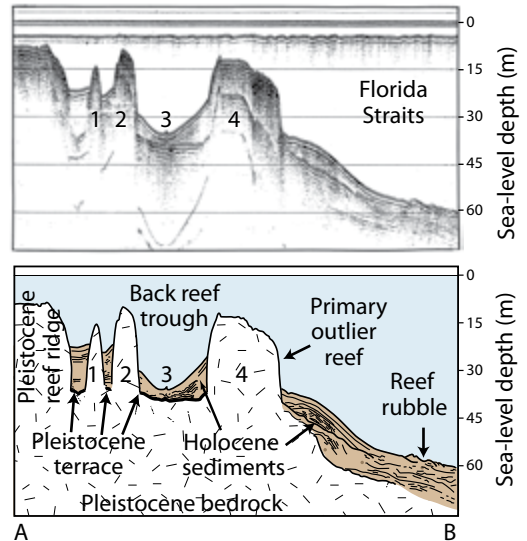 0
15
30
45
60
Sea-level depth (m)
Florida
Straits
1 2 3 4
0
15
30
45
60
Sea-level depth (m)
Pleistocene
reef ridge
Back reef
trough
Primary
outlier
reef
Reef
rubble
1 2 3 4
Pleistocene
terrace
Holocene
sediments
Pleistocene bedrock
A B